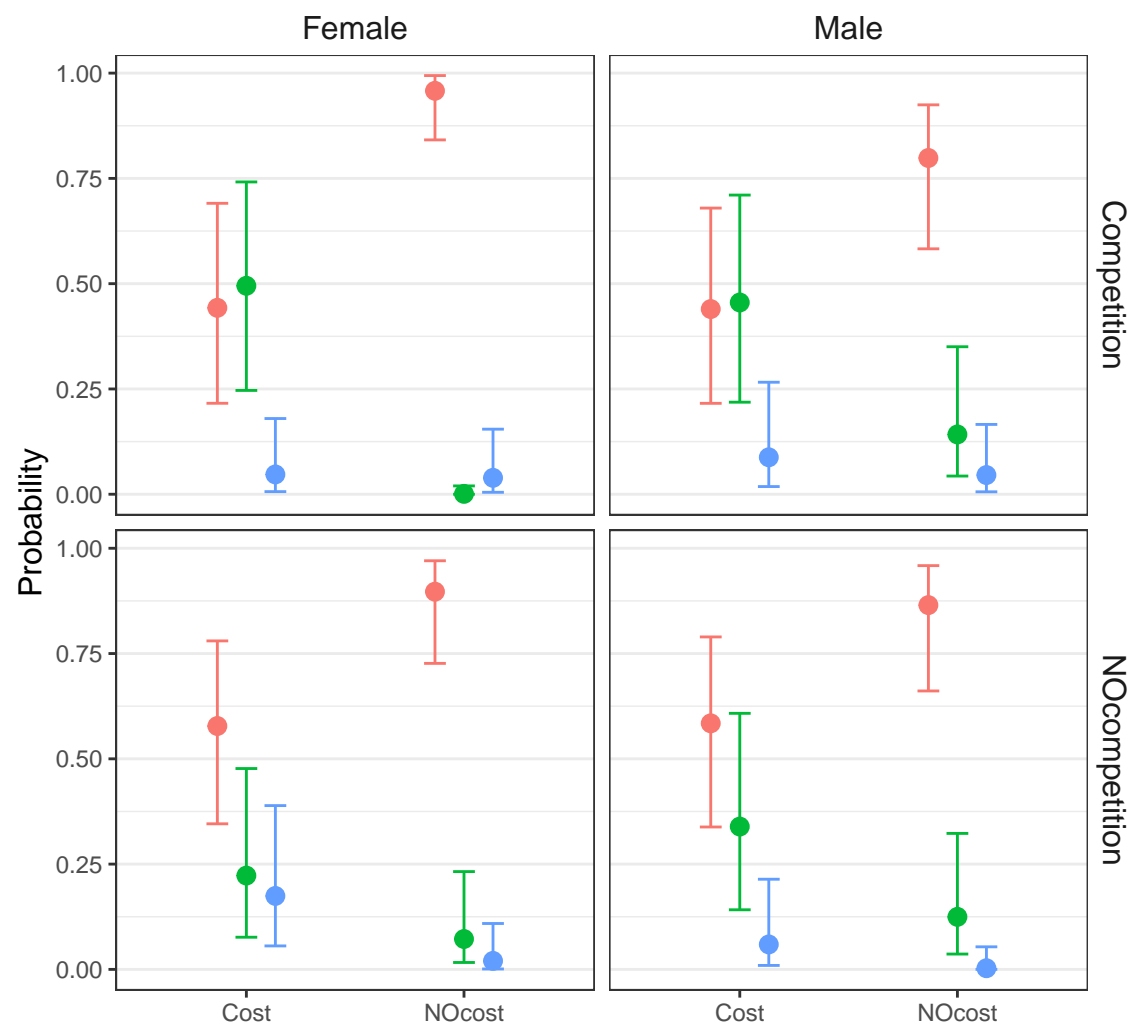 Female
Male
Probability
1.00
0.75
0.50
0.25
0.00
Competition
1.00
0.75
0.50
0.25
0.00
NOcompetition
Cost
NOcost
Cost
NOcost